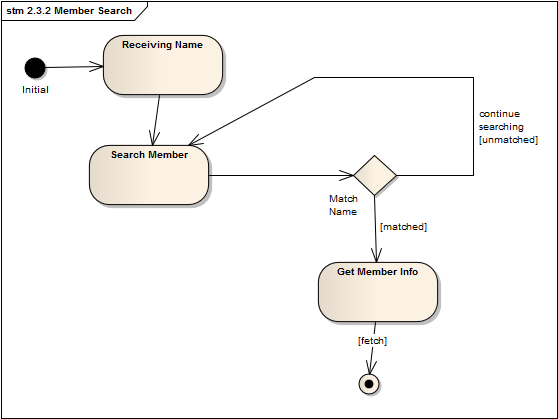 stm 2.3.2 Member Search
Receiving Name
Initial
Search Member
continue
searching
[unmatched]
Match
Name
[matched]
Get Member Info
[fetch]